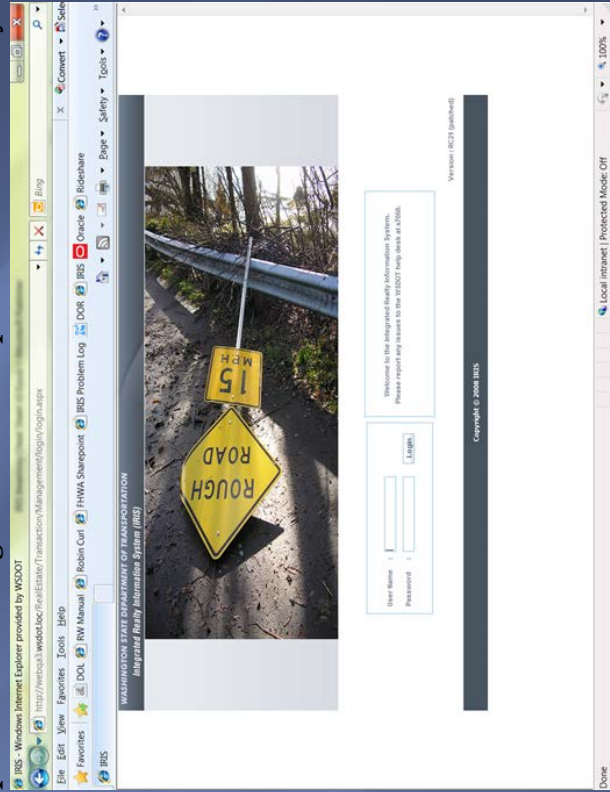 IRIS - Windows Internet Explorer provided by WSDOT
http://webqa3.wsdot.loc/RealEstate/Transaction/Management/login/login.aspx
Bing
File Edit View Favorites Tools Help
Convert Selec
Favorites DOL RW Manual Robin Curl FHWA Sharepoint IRIS Problem Log DOR IRIS Oracle Rideshare
IRIS
Page Safety Tools
WASHINGTON STATE DEPARTMENT OF TRANSPORTATION
Integrated Realty Information System (IRIS)
ROUGH
ROAD
15
MPH
User Name :
Password :
Login
Welcome to the Integrated Realty Information System.
Please report any issues to the WSDOT help desk at x7050.
Version : RC29 (patched)
Copyright © 2008 IRIS
Done
Local intranet | Protected Mode: Off
100%